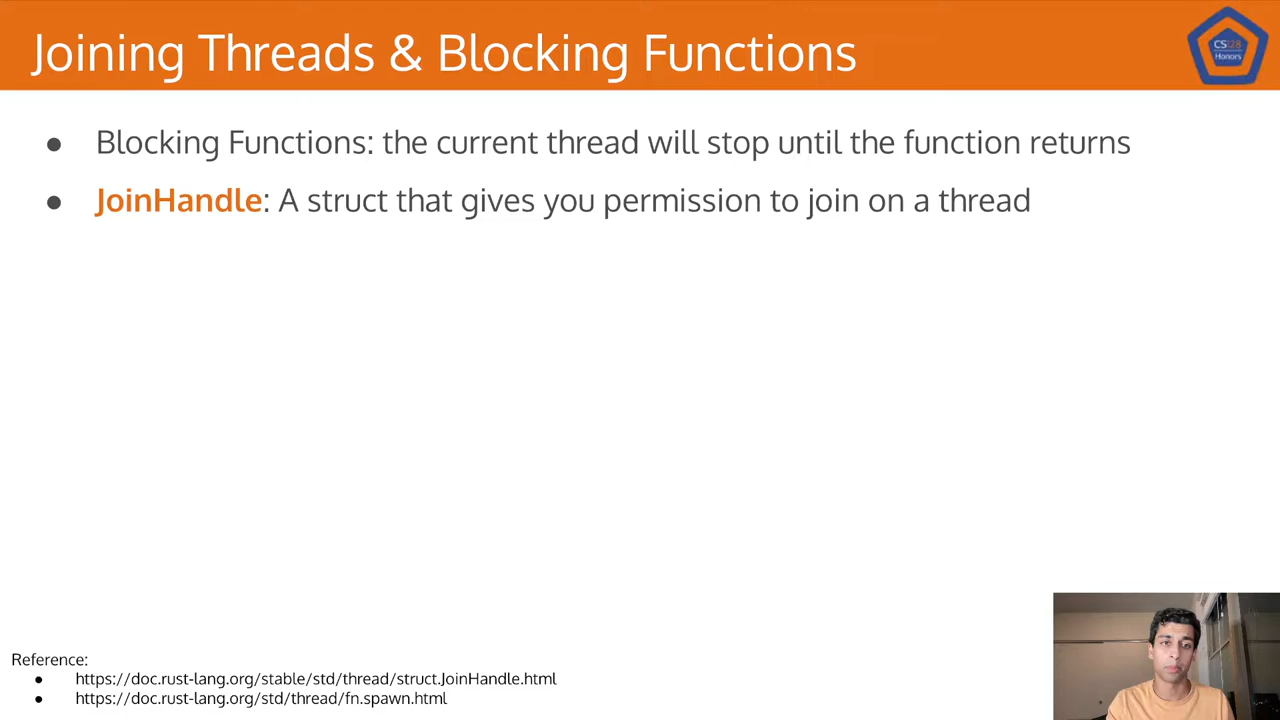 Joining Threads & Blocking Functions
CS128
Honors
● Blocking Functions: the current thread will stop until the function returns
● JoinHandle: A struct that gives you permission to join on a thread
Reference:
● https://doc.rust-lang.org/stable/std/thread/struct.JoinHandle.html
● https://doc.rust-lang.org/std/thread/fn.spawn.html